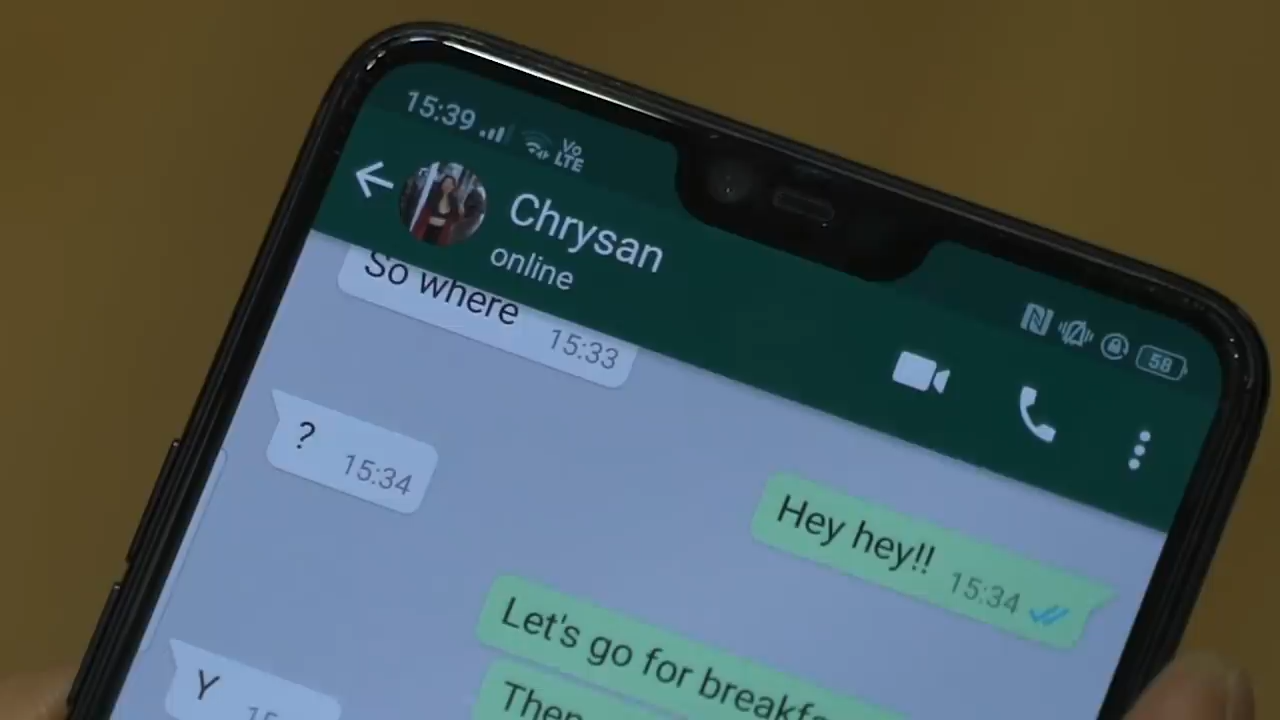 15:39
Vo
LTE
58
Chrysan
online
So where
15:33
?
15:34
Hey hey!!
15:34
Let's go for
Then
Y